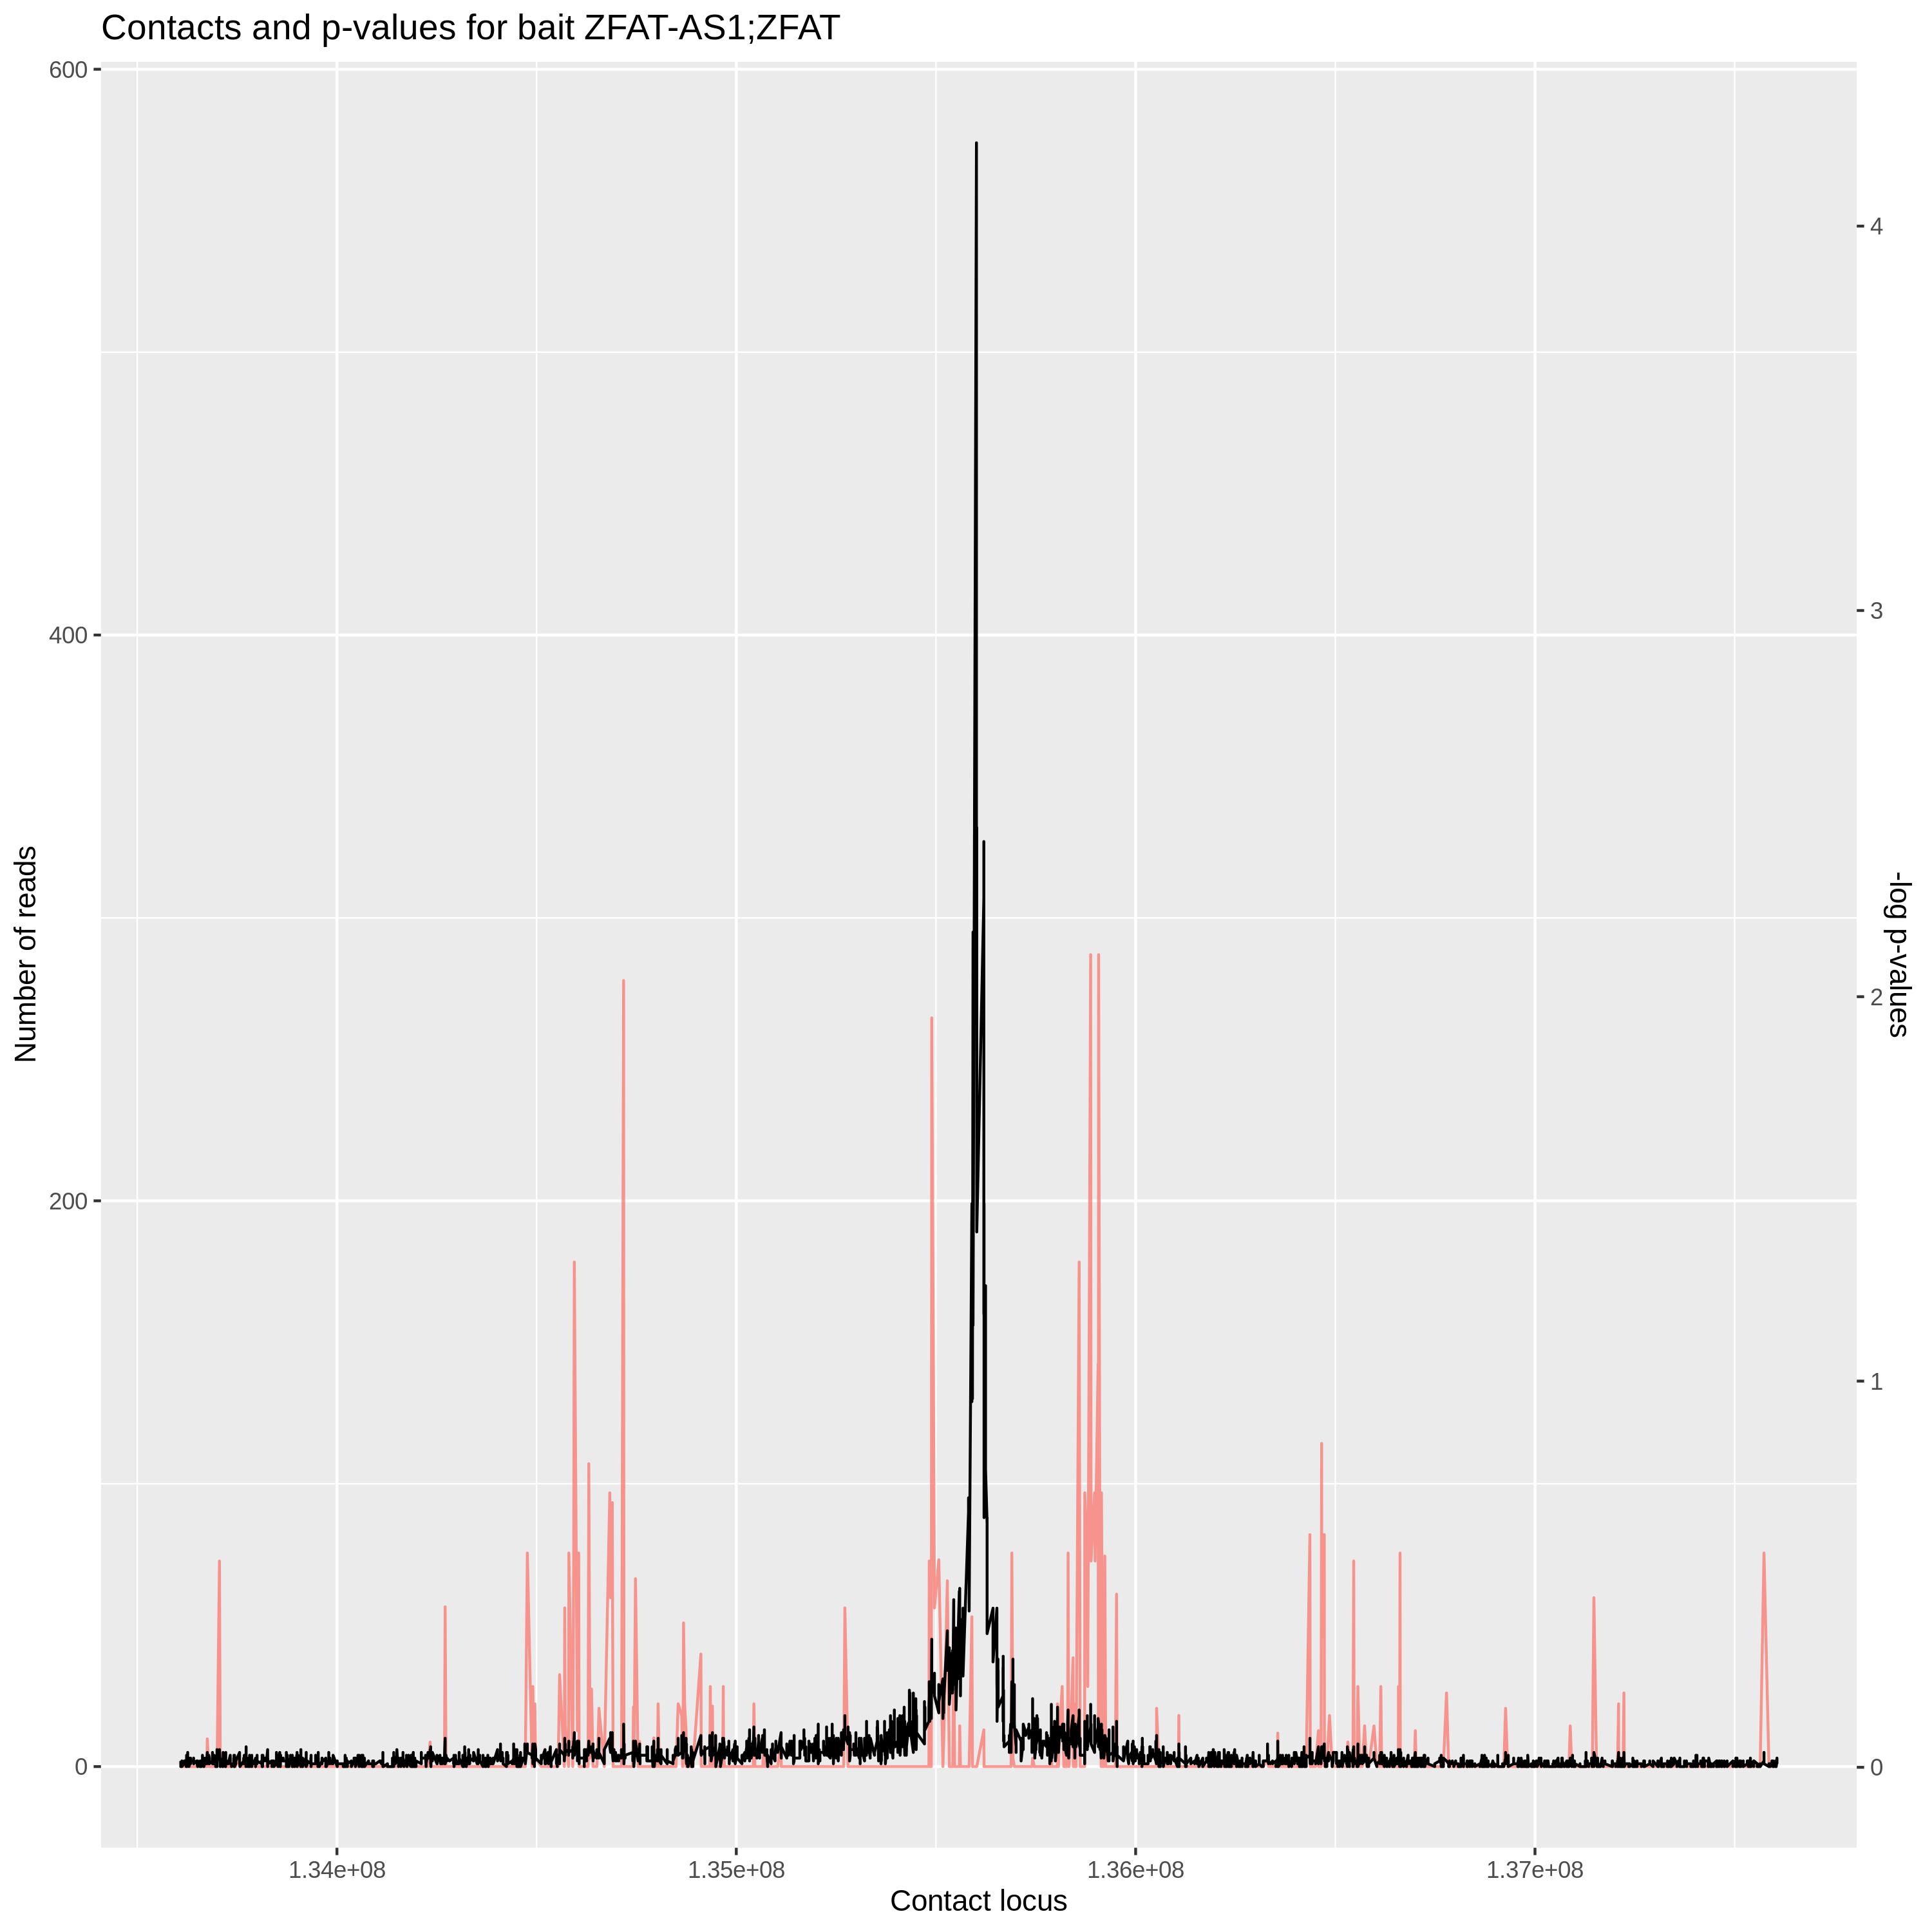 Contacts and p-values for bait ZFAT-AS1;ZFAT
600
400
200
0
Number of reads
4
3
2
1
0
-log p-values
1.34e+08
1.35e+08
1.36e+08
1.37e+08
Contact locus